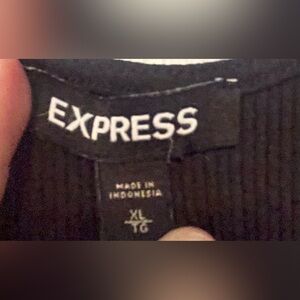 EXPRESS
MADE IN
INDONESIA
XL
TG